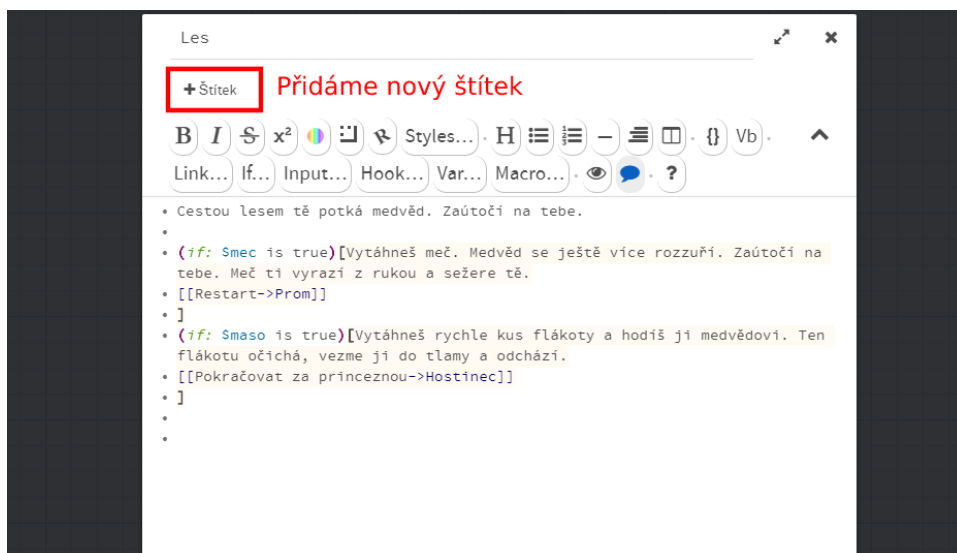 Les
+ Štítek Přidáme nový štítek
B I S x² Styles... H {} Vb
Link... If... Input... Hook... Var... Macro... ?
Cestou lesem tě potká medvěd. Zaútočí na tebe.
(if: $mec is true)[Vytáhneš meč. Medvěd se ještě více rozzuří. Zaútočí na
tebe. Meč ti vyrazí z rukou a sežere tě.
[[Restart->Prom]]
]
(if: $maso is true)[Vytáhneš rychle kus flákoty a hodíš ji medvědovi. Ten
flákotu očichá, vezme ji do tlamy a odchází.
[[Pokračovat za princeznou->Hostinec]]
]